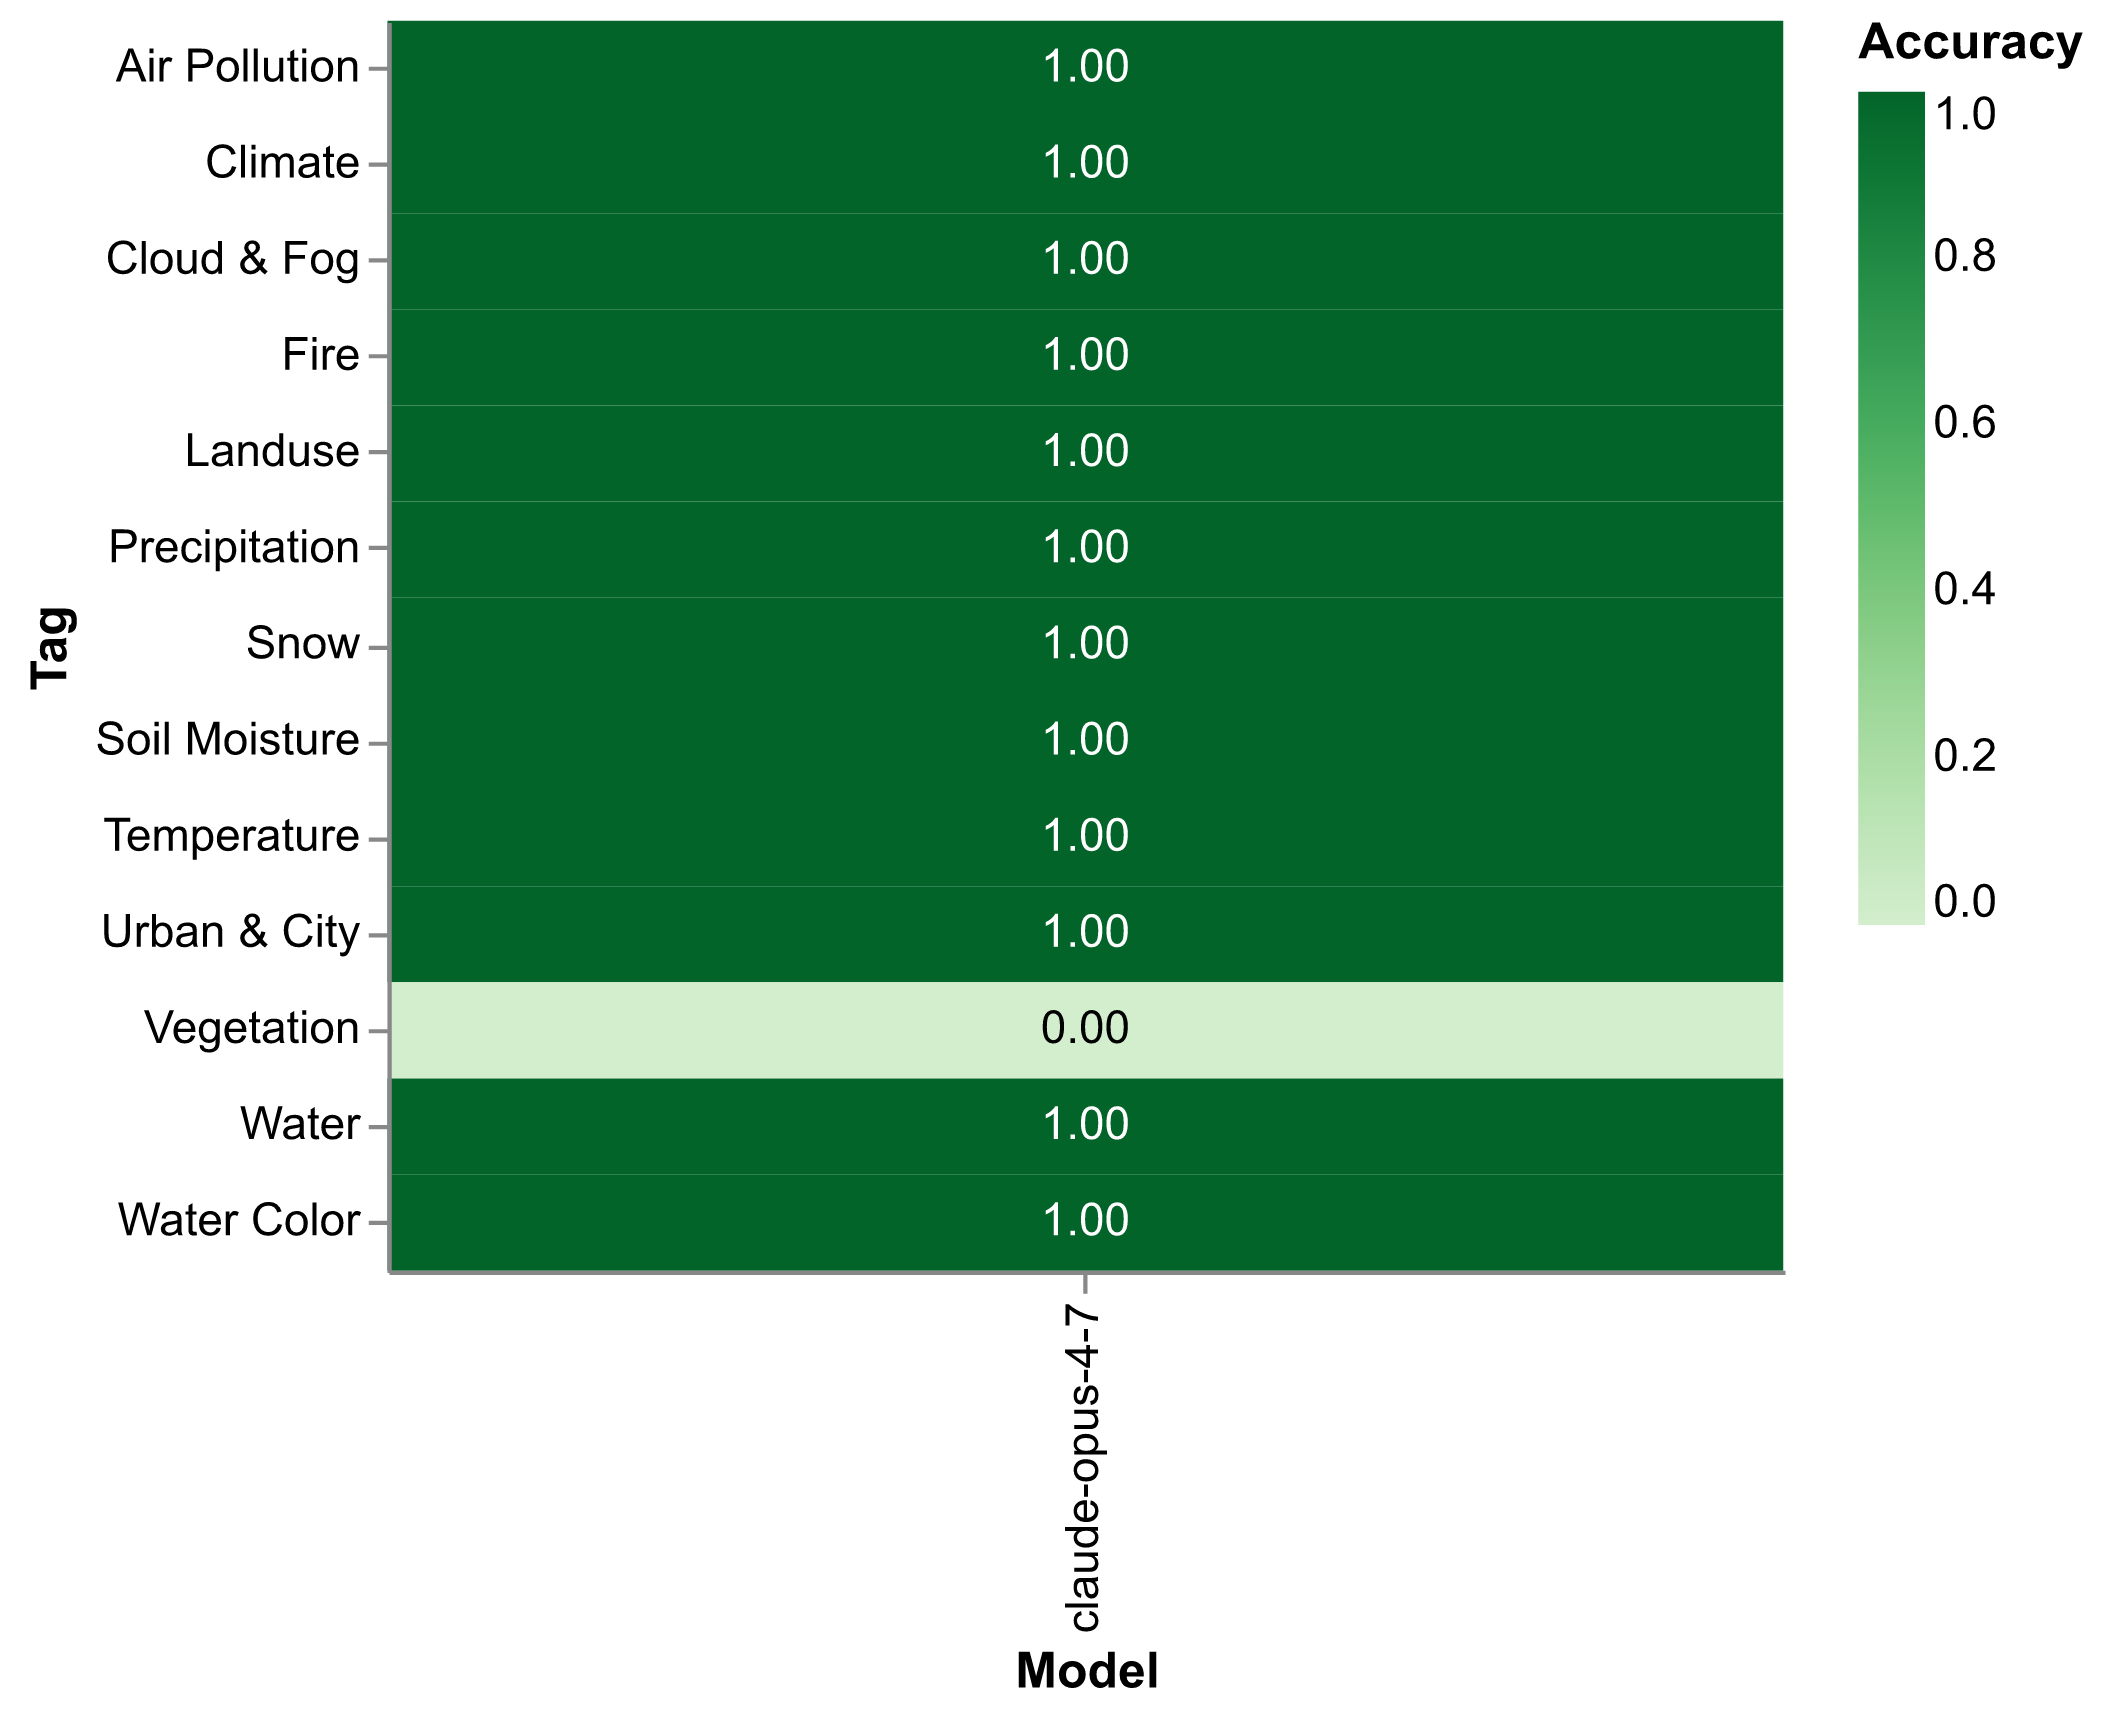 Accuracy
1.0
0.8
0.6
0.4
0.2
0.0
Tag
Air Pollution 1.00
Climate 1.00
Cloud & Fog 1.00
Fire 1.00
Landuse 1.00
Precipitation 1.00
Snow 1.00
Soil Moisture 1.00
Temperature 1.00
Urban & City 1.00
Vegetation 0.00
Water 1.00
Water Color 1.00
claude-opus-4-7
Model